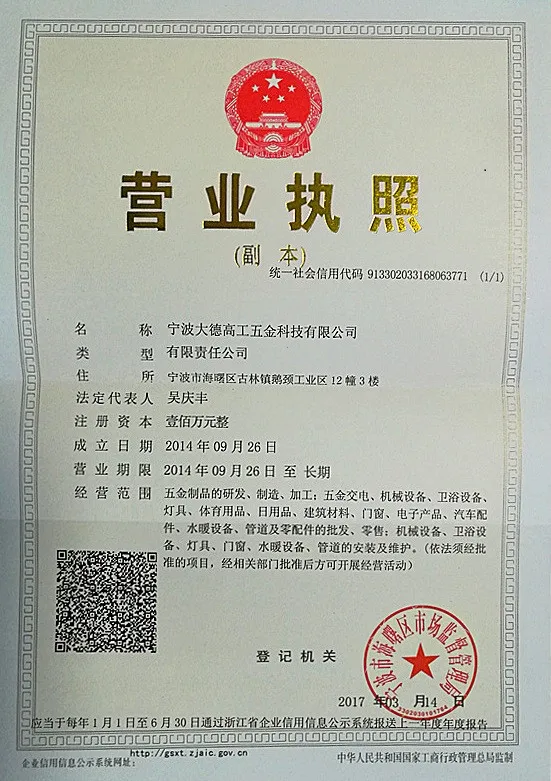 营业执照
(副 本)
统一社会信用代码 913302033168063771 (1/1)
名 称 宁波大德高工五金科技有限公司
类 型 有限责任公司
住 所 宁波市海曙区古林镇鹅颈工业区12幢3楼
法定代表人 吴庆丰
注册资本 壹佰万元整
成立日期 2014年09月26日
营业期限 2014年09月26日 至 长期
经营范围 五金制品的研发、制造、加工；五金交电、机械设备、卫浴设备、
灯具、体育用品、日用品、建筑材料、门窗、电子产品、汽车配
件、水暖设备、管道及零配件的批发、零售；机械设备、卫浴设
备、灯具、门窗、水暖设备、管道的安装及维护。(依法须经批
准的项目，经相关部门批准后方可开展经营活动)
登记机关
宁波市海曙区市场监督管理局
2017 年03 月14 日
应当于每年1月1日至6月30日通过浙江省企业信用信息公示系统报送上一年度年度报告
http://gsxt.zjaic.gov.cn
企业信用信息公示系统网址：
中华人民共和国国家工商行政管理总局监制